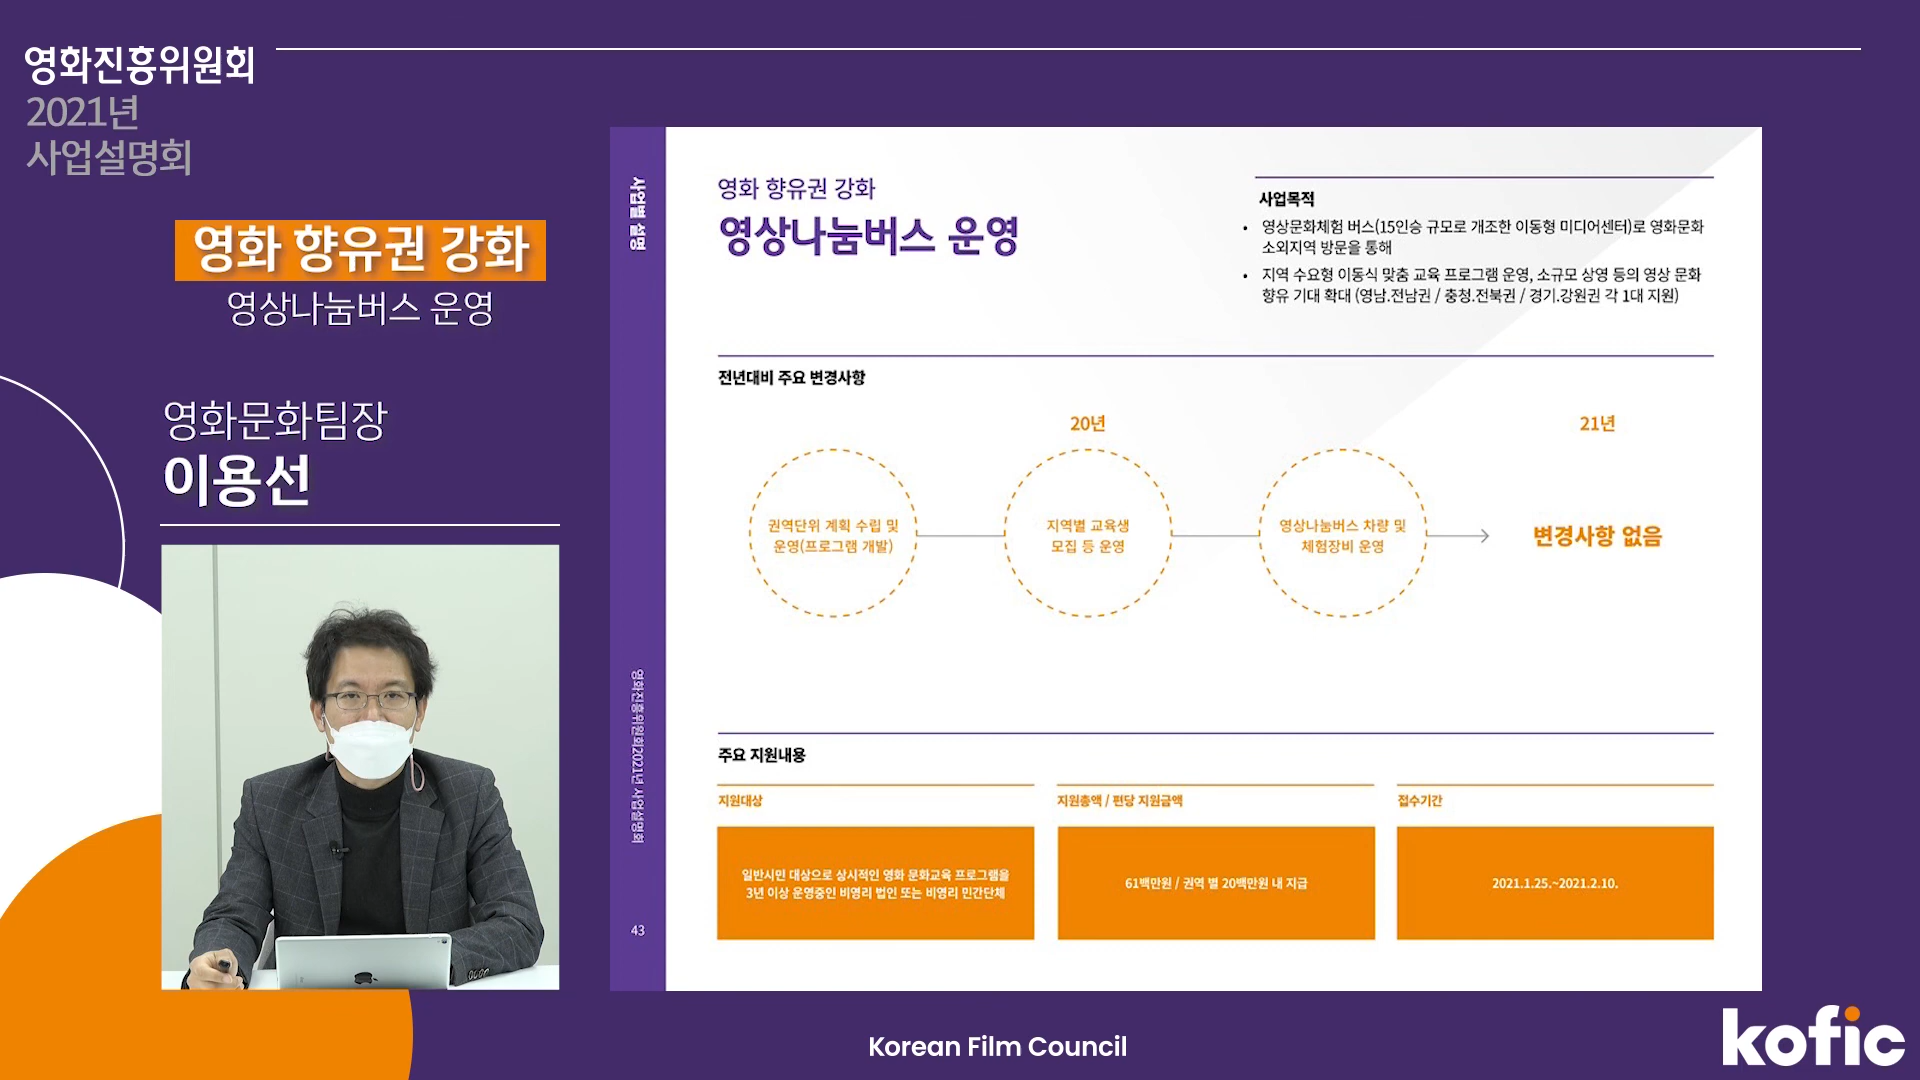 영화진흥위원회
2021년
사업설명회
영화 향유권 강화
영상나눔버스 운영
영화문화팀장
이용선
사업별 설명
영화진흥위원회2021년 사업설명회
43
영화 향유권 강화
영상나눔버스 운영
사업목적
• 영상문화체험 버스(15인승 규모로 개조한 이동형 미디어센터)로 영화문화
소외지역 방문을 통해
• 지역 수요형 이동식 맞춤 교육 프로그램 운영, 소규모 상영 등의 영상 문화
향유 기대 확대 (영남.전남권 / 충청.전북권 / 경기.강원권 각 1대 지원)
전년대비 주요 변경사항
20년
21년
권역단위 계획 수립 및
운영(프로그램 개발)
지역별 교육생
모집 등 운영
영상나눔버스 차량 및
체험장비 운영
변경사항 없음
주요 지원내용
지원대상
일반시민 대상으로 상시적인 영화 문화교육 프로그램을
3년 이상 운영중인 비영리 법인 또는 비영리 민간단체
지원총액 / 편당 지원금액
61백만원 / 권역 별 20백만원 내 지급
접수기간
2021.1.25.~2021.2.10.
Korean Film Council
kofic